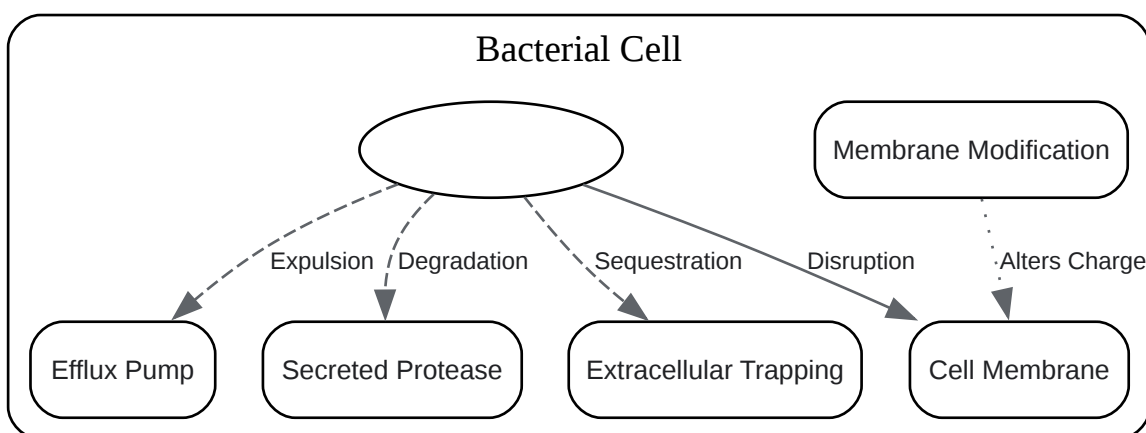 Bacterial Cell
Membrane Modification
Expulsion
Degradation
Sequestration
Disruption
Alters Charge
Efflux Pump
Secreted Protease
Extracellular Trapping
Cell Membrane